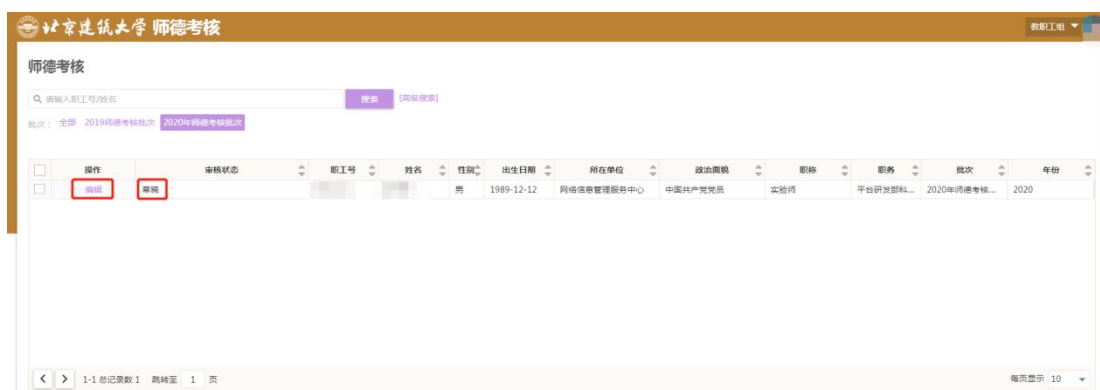 北京建筑大学 师德考核 教职工组
师德考核
请输入职工号/姓名 搜索 [高级搜索]
批次： 全部 2019师德考核批次 2020年师德考核批次
操作 审核状态 职工号 姓名 性别 出生日期 所在单位 政治面貌 职称 职务 批次 年份
编辑 草稿 男 1989-12-12 网络信息管理服务中心 中国共产党党员 实验师 平台研发部科... 2020年师德考核... 2020
1-1 总记录数 1 跳转至 1 页 每页显示 10